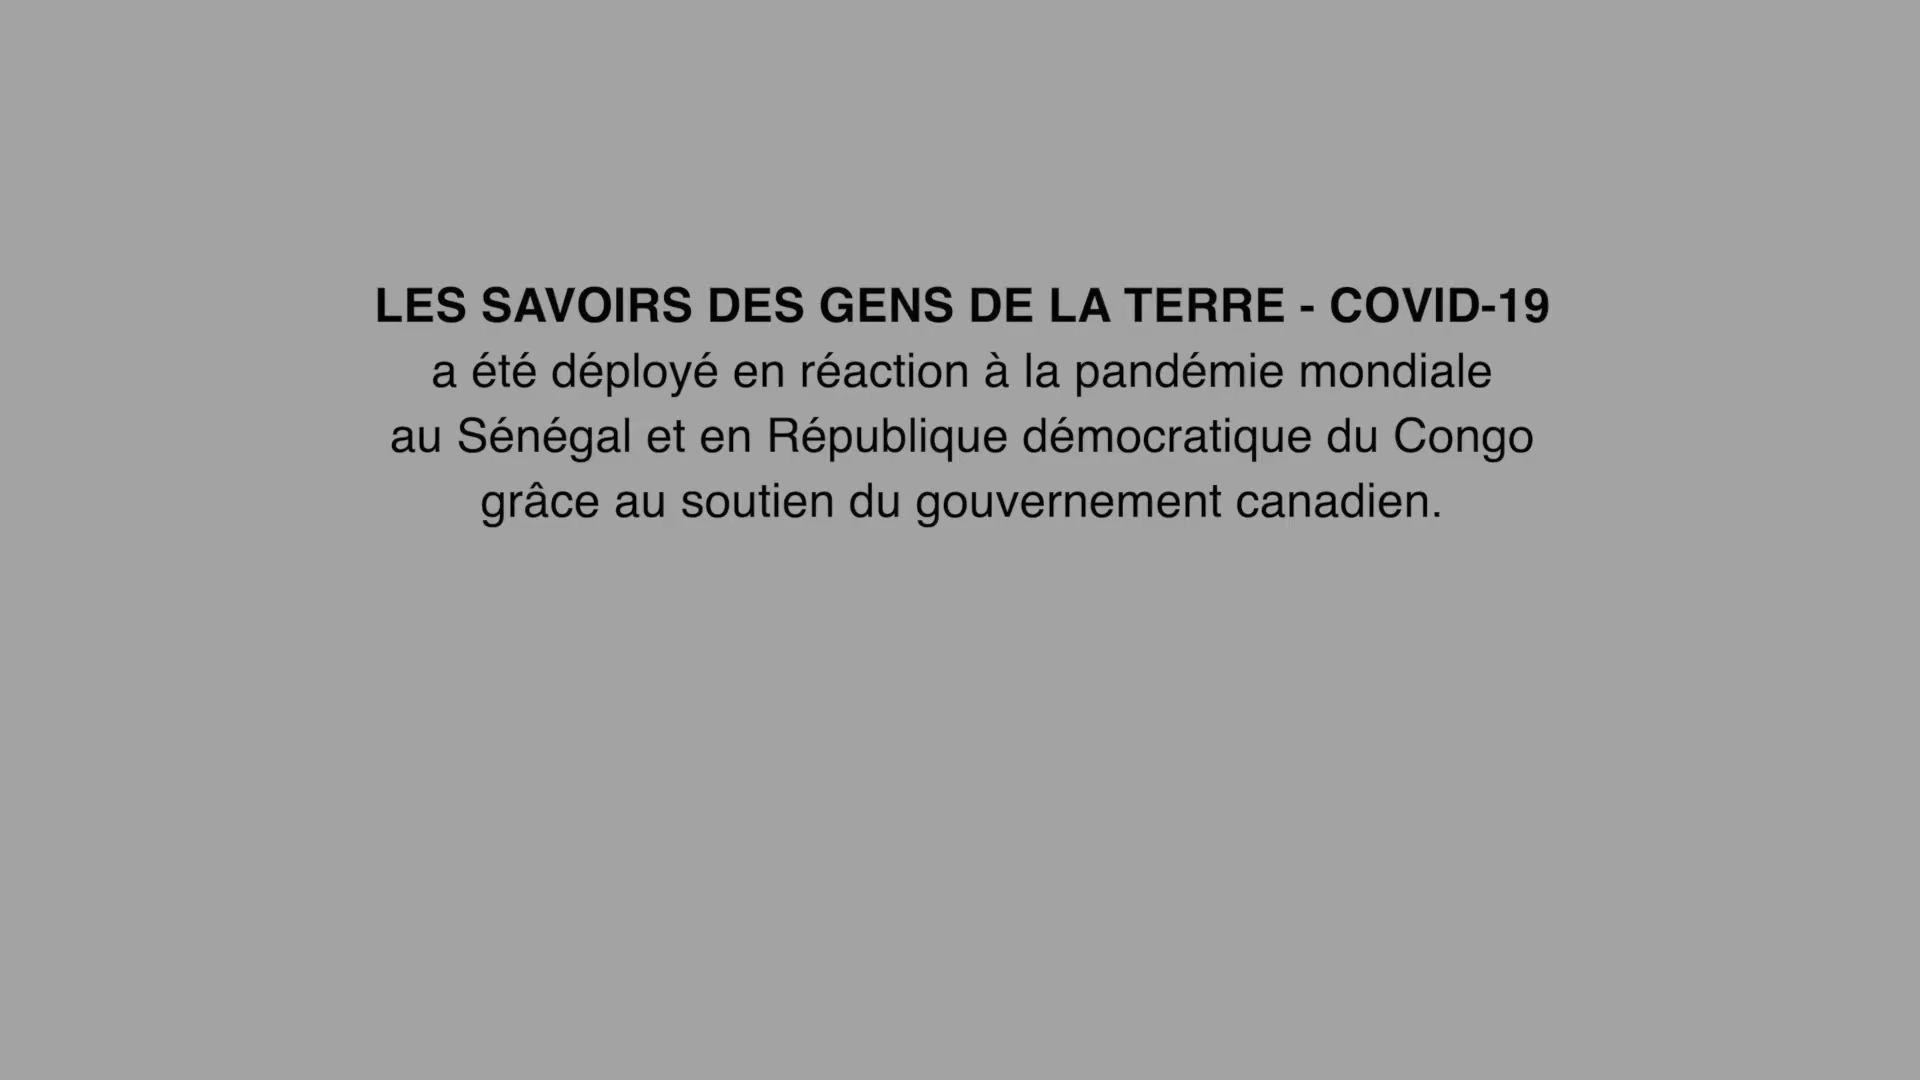 LES SAVOIRS DES GENS DE LA TERRE - COVID-19
a été déployé en réaction à la pandémie mondiale
au Sénégal et en République démocratique du Congo
grâce au soutien du gouvernement canadien.